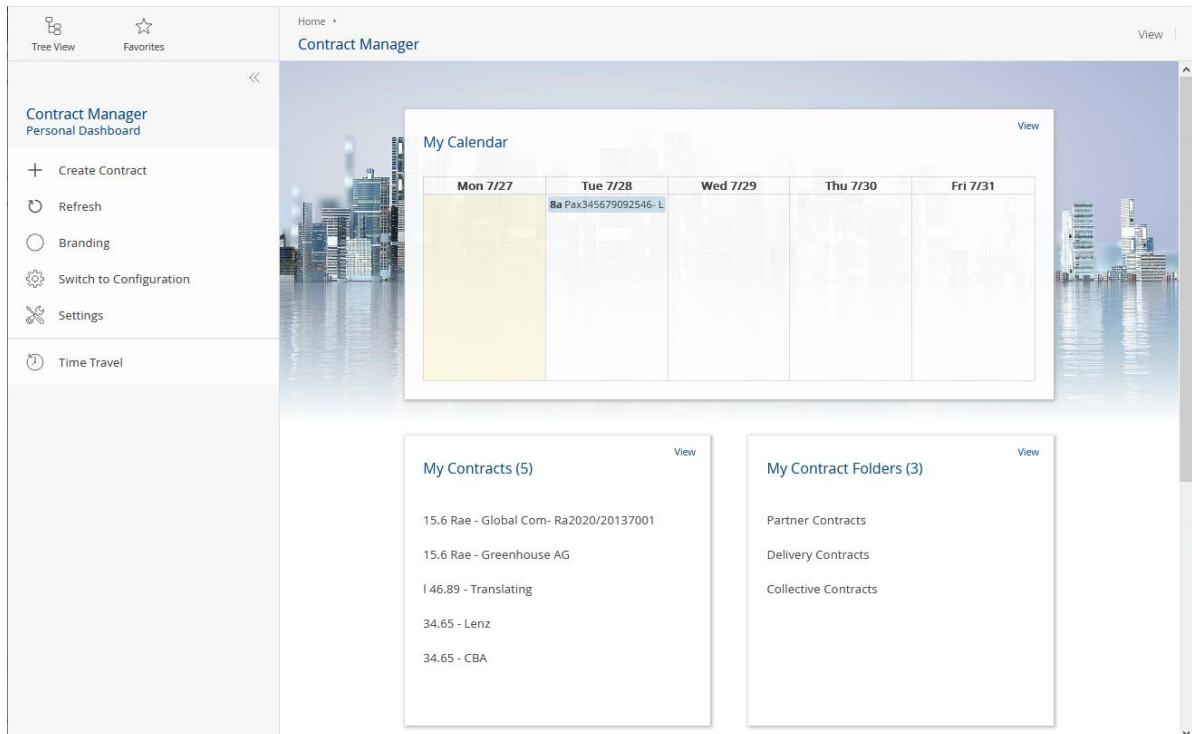 Tree View
Favorites
Home •
Contract Manager
View
Contract Manager
Personal Dashboard
Create Contract
Refresh
Branding
Switch to Configuration
Settings
Time Travel
My Calendar
View
Mon 7/27 Tue 7/28 Wed 7/29 Thu 7/30 Fri 7/31
8a Pax345679092546- L
My Contracts (5)
View
15.6 Rae - Global Com- Ra2020/20137001
15.6 Rae - Greenhouse AG
l 46.89 - Translating
34.65 - Lenz
34.65 - CBA
My Contract Folders (3)
View
Partner Contracts
Delivery Contracts
Collective Contracts